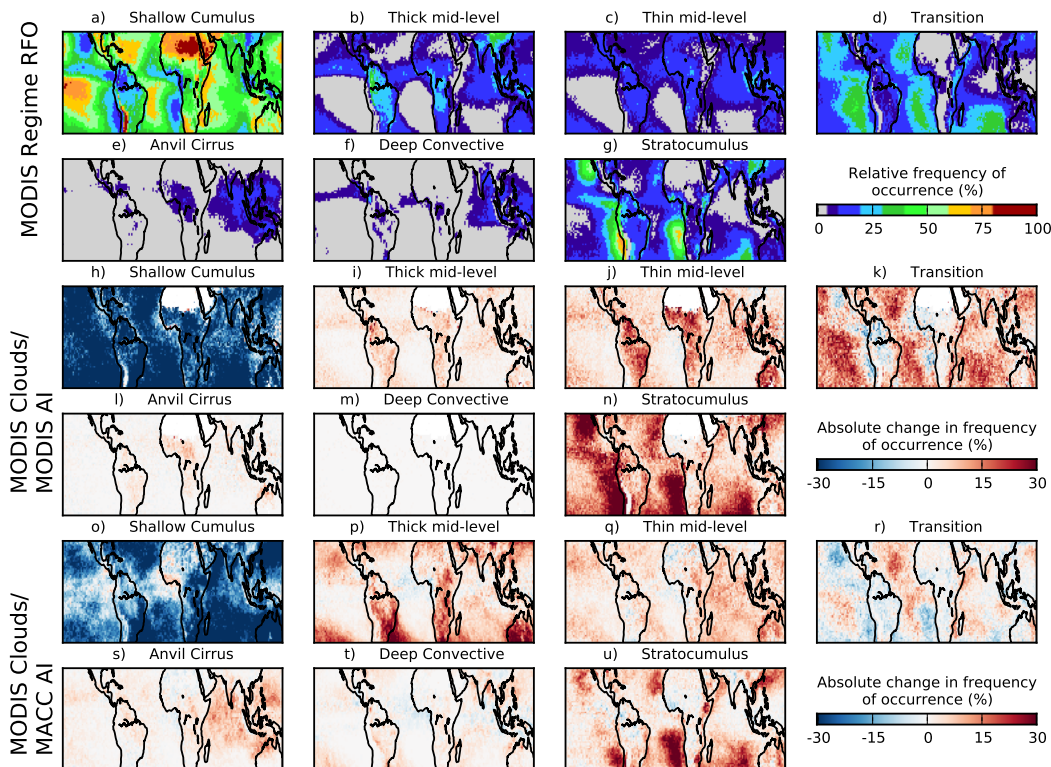 a) Shallow Cumulus
b) Thick mid-level
c) Thin mid-level
d) Transition
MODIS Regime RFO
e) Anvil Cirrus
f) Deep Convective
g) Stratocumulus
Relative frequency of
occurrence (%)
0 25 50 75 100
h) Shallow Cumulus
i) Thick mid-level
j) Thin mid-level
k) Transition
MODIS Clouds/
MODIS AI
l) Anvil Cirrus
m) Deep Convective
n) Stratocumulus
Absolute change in frequency
of occurrence (%)
-30 -15 0 15 30
o) Shallow Cumulus
p) Thick mid-level
q) Thin mid-level
r) Transition
MODIS Clouds/
MACC AI
s) Anvil Cirrus
t) Deep Convective
u) Stratocumulus
Absolute change in frequency
of occurrence (%)
-30 -15 0 15 30